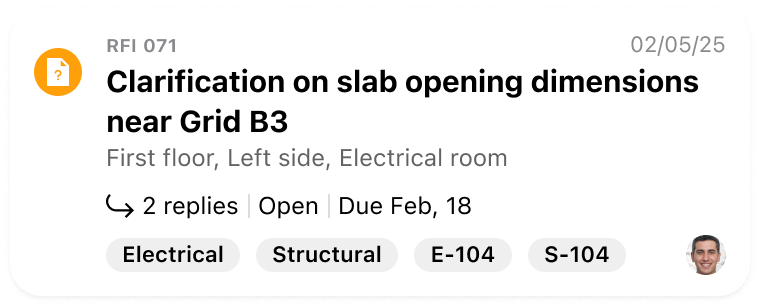 RFI 071
02/05/25
Clarification on slab opening dimensions
near Grid B3
First floor, Left side, Electrical room
2 replies | Open | Due Feb, 18
Electrical Structural E-104 S-104